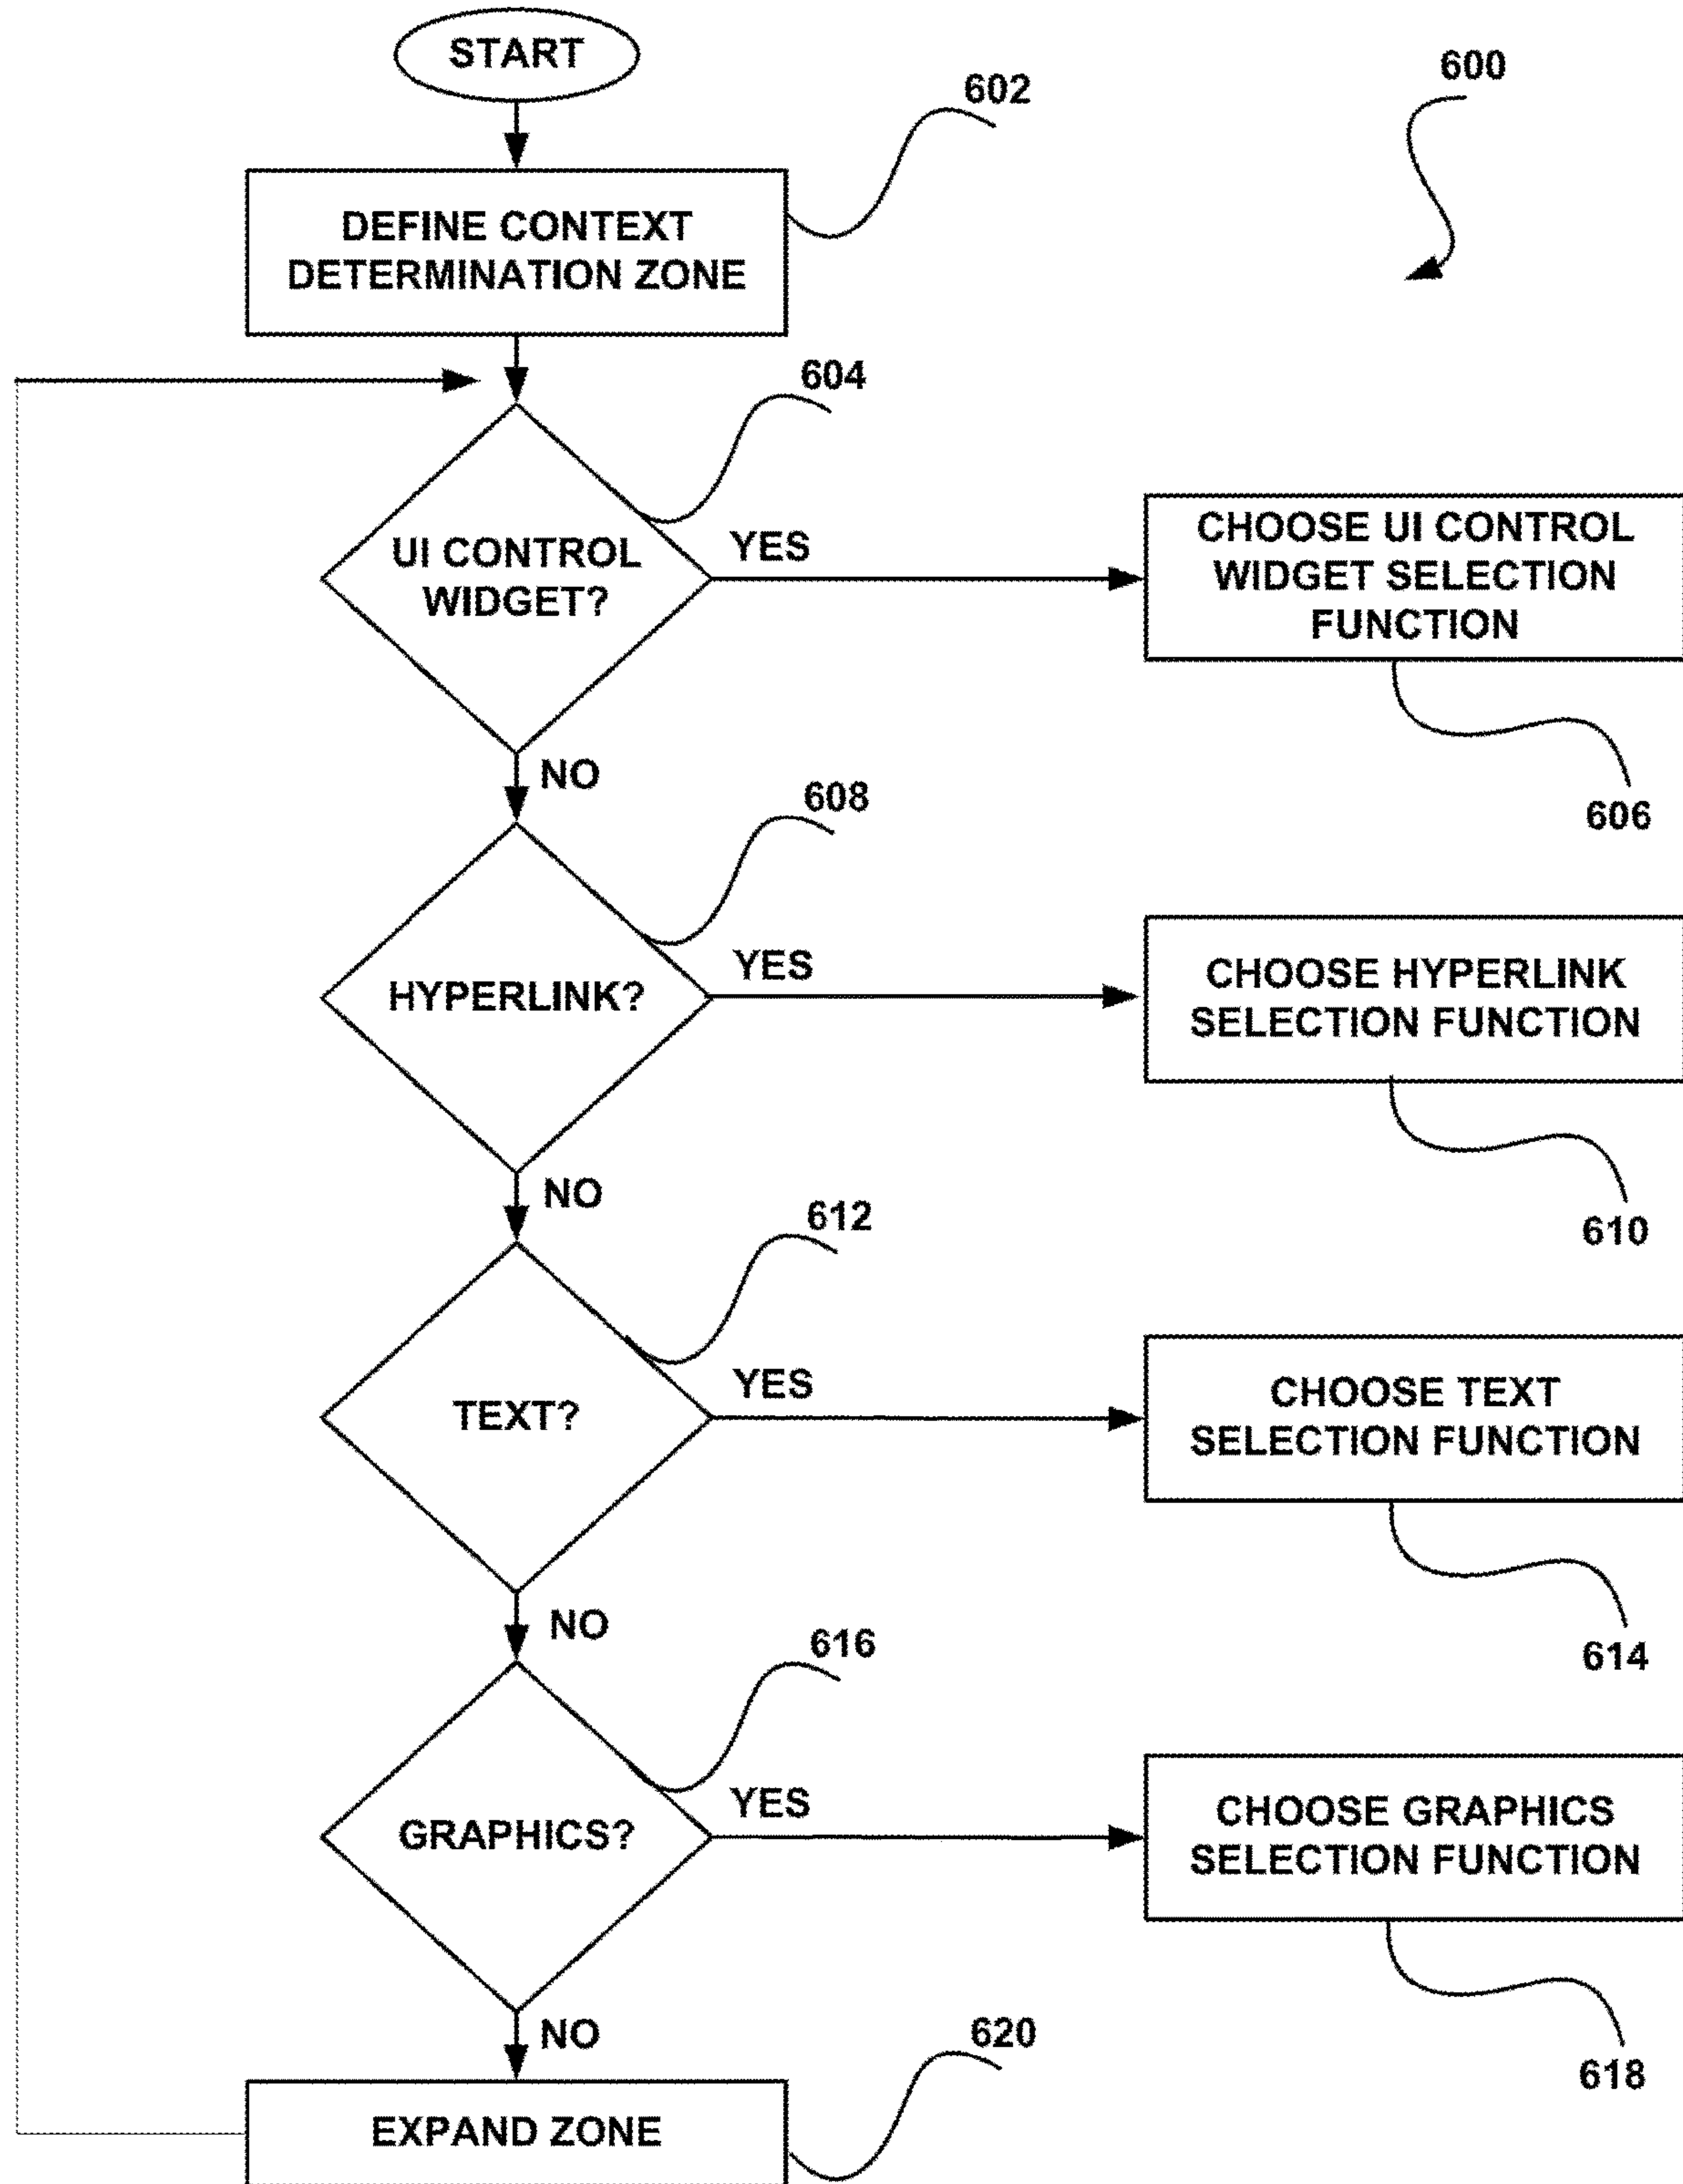 START
600
602
DEFINE CONTEXT
DETERMINATION ZONE
604
UI CONTROL
WIDGET?
YES
CHOOSE UI CONTROL
WIDGET SELECTION
FUNCTION
606
NO
608
HYPERLINK?
YES
CHOOSE HYPERLINK
SELECTION FUNCTION
610
NO
612
TEXT?
YES
CHOOSE TEXT
SELECTION FUNCTION
614
NO
616
GRAPHICS?
YES
CHOOSE GRAPHICS
SELECTION FUNCTION
618
NO
620
EXPAND ZONE